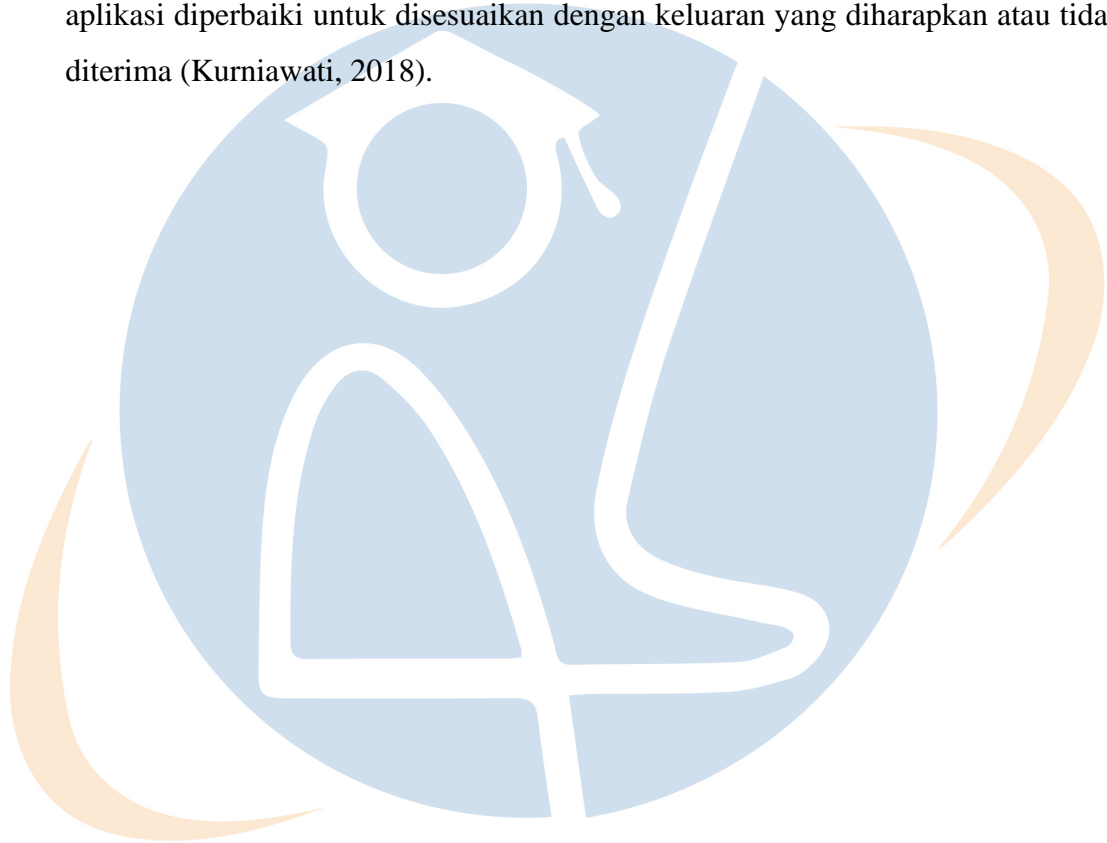 aplikasi diperbaiki untuk disesuaikan dengan keluaran yang diharapkan atau tida
diterima (Kurniawati, 2018).